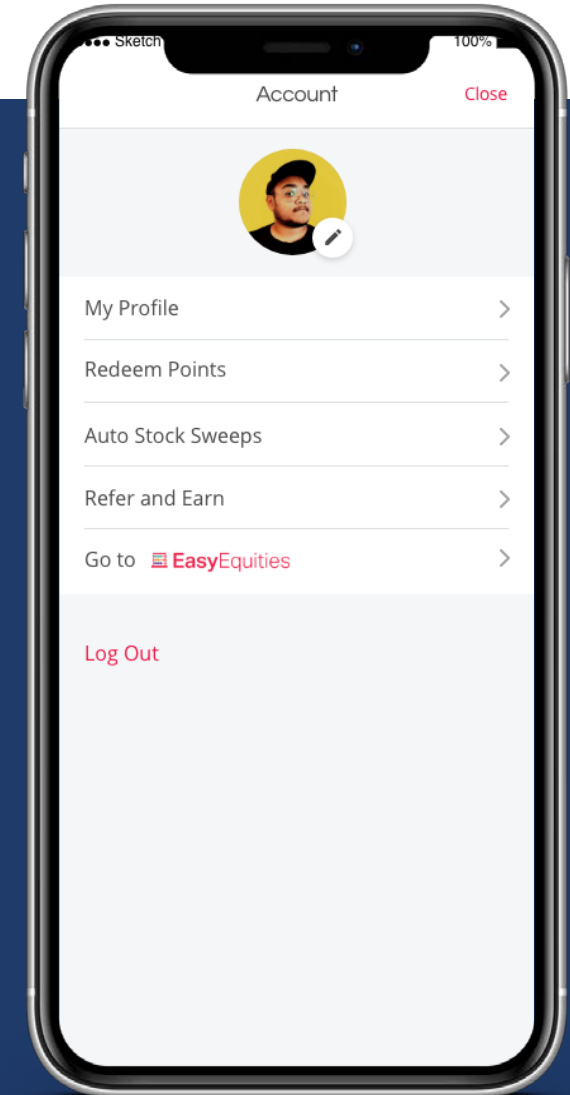 ••• Sketch 100%
Account Close
My Profile
Redeem Points
Auto Stock Sweeps
Refer and Earn
Go to EasyEquities
Log Out